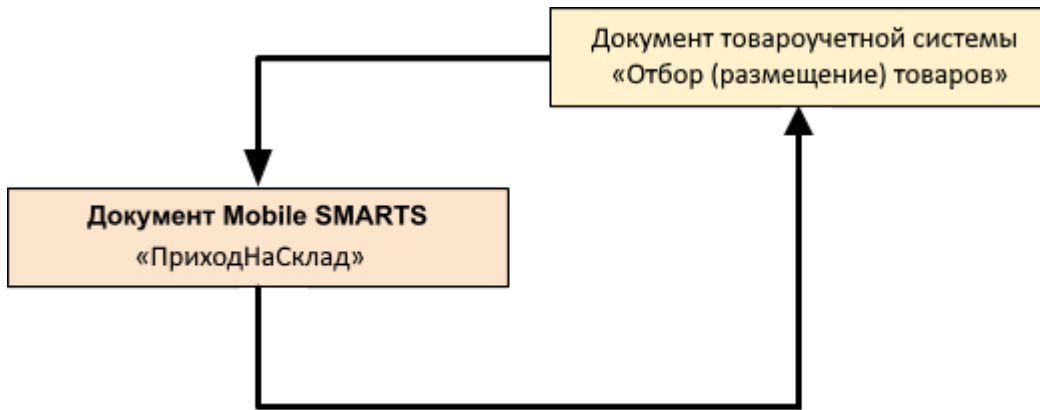 Документ товароучетной системы
«Отбор (размещение) товаров»
Документ Mobile SMARTS
«ПриходНаСклад»